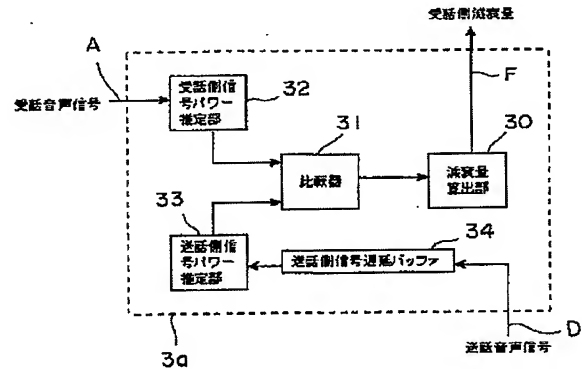 受話側減衰量
A
F
受話音声信号
受話側信
号パワー
推定部
32
31
30
比較器
減衰量
算出部
33
送話側信
号パワー
推定部
34
送話側信号遅延バッファ
3a
送話音声信号
D